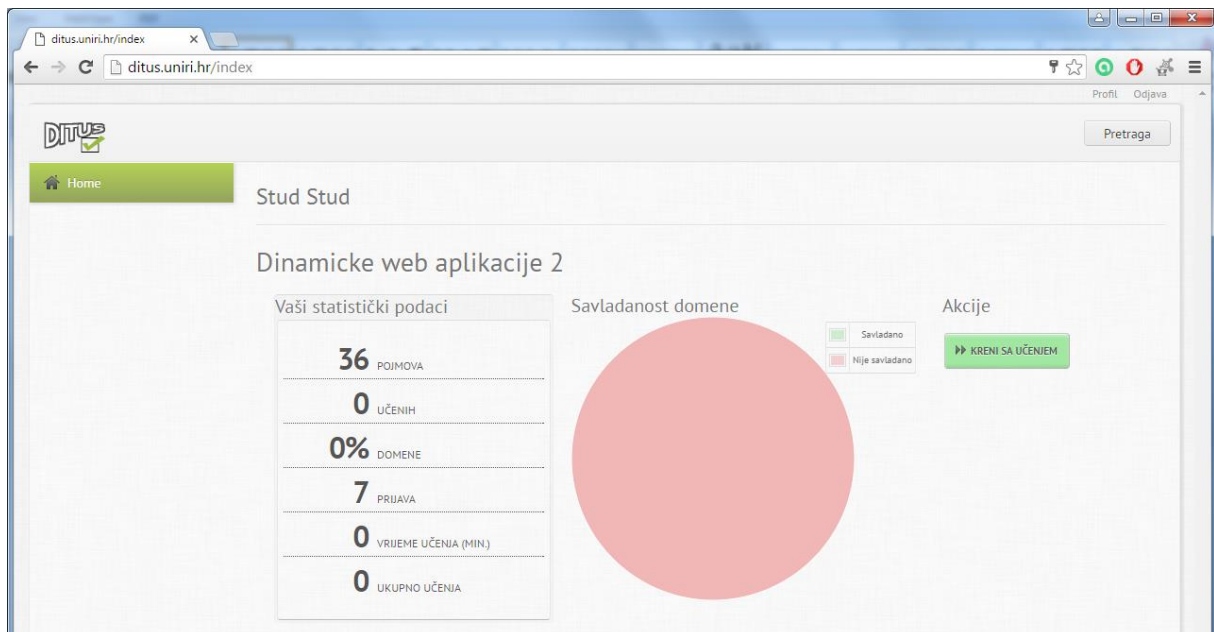 ditus.uniri.hr/index
ditus.uniri.hr/index
Profil Odjava
DITUS
Pretraga
Home
Stud Stud
Dinamicke web aplikacije 2
Vaši statistički podaci
36 POJMOVA
0 UČENIH
0% DOMENE
7 PRIJAVA
0 VRIJEME UČENJA (MIN.)
0 UKUPNO UČENJA
Savladanost domene
Savladano
Nije savladano
Akcije
KRENI SA UČENJEM